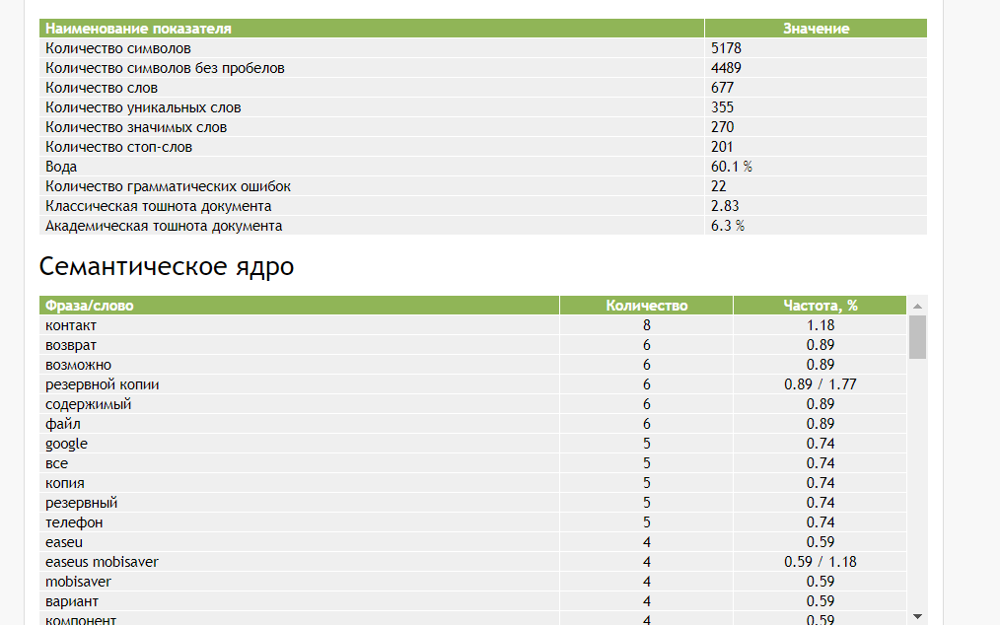 Наименование показателя Значение
Количество символов 5178
Количество символов без пробелов 4489
Количество слов 677
Количество уникальных слов 355
Количество значимых слов 270
Количество стоп-слов 201
Вода 60.1 %
Количество грамматических ошибок 22
Классическая тошнота документа 2.83
Академическая тошнота документа 6.3 %
Семантическое ядро
Фраза/слово Количество Частота, %
контакт 8 1.18
возврат 6 0.89
возможно 6 0.89
резервной копии 6 0.89 / 1.77
содержимый 6 0.89
файл 6 0.89
google 5 0.74
все 5 0.74
копия 5 0.74
резервный 5 0.74
телефон 5 0.74
easeu 4 0.59
easeus mobisaver 4 0.59 / 1.18
mobisaver 4 0.59
вариант 4 0.59
компонент 4 0.59